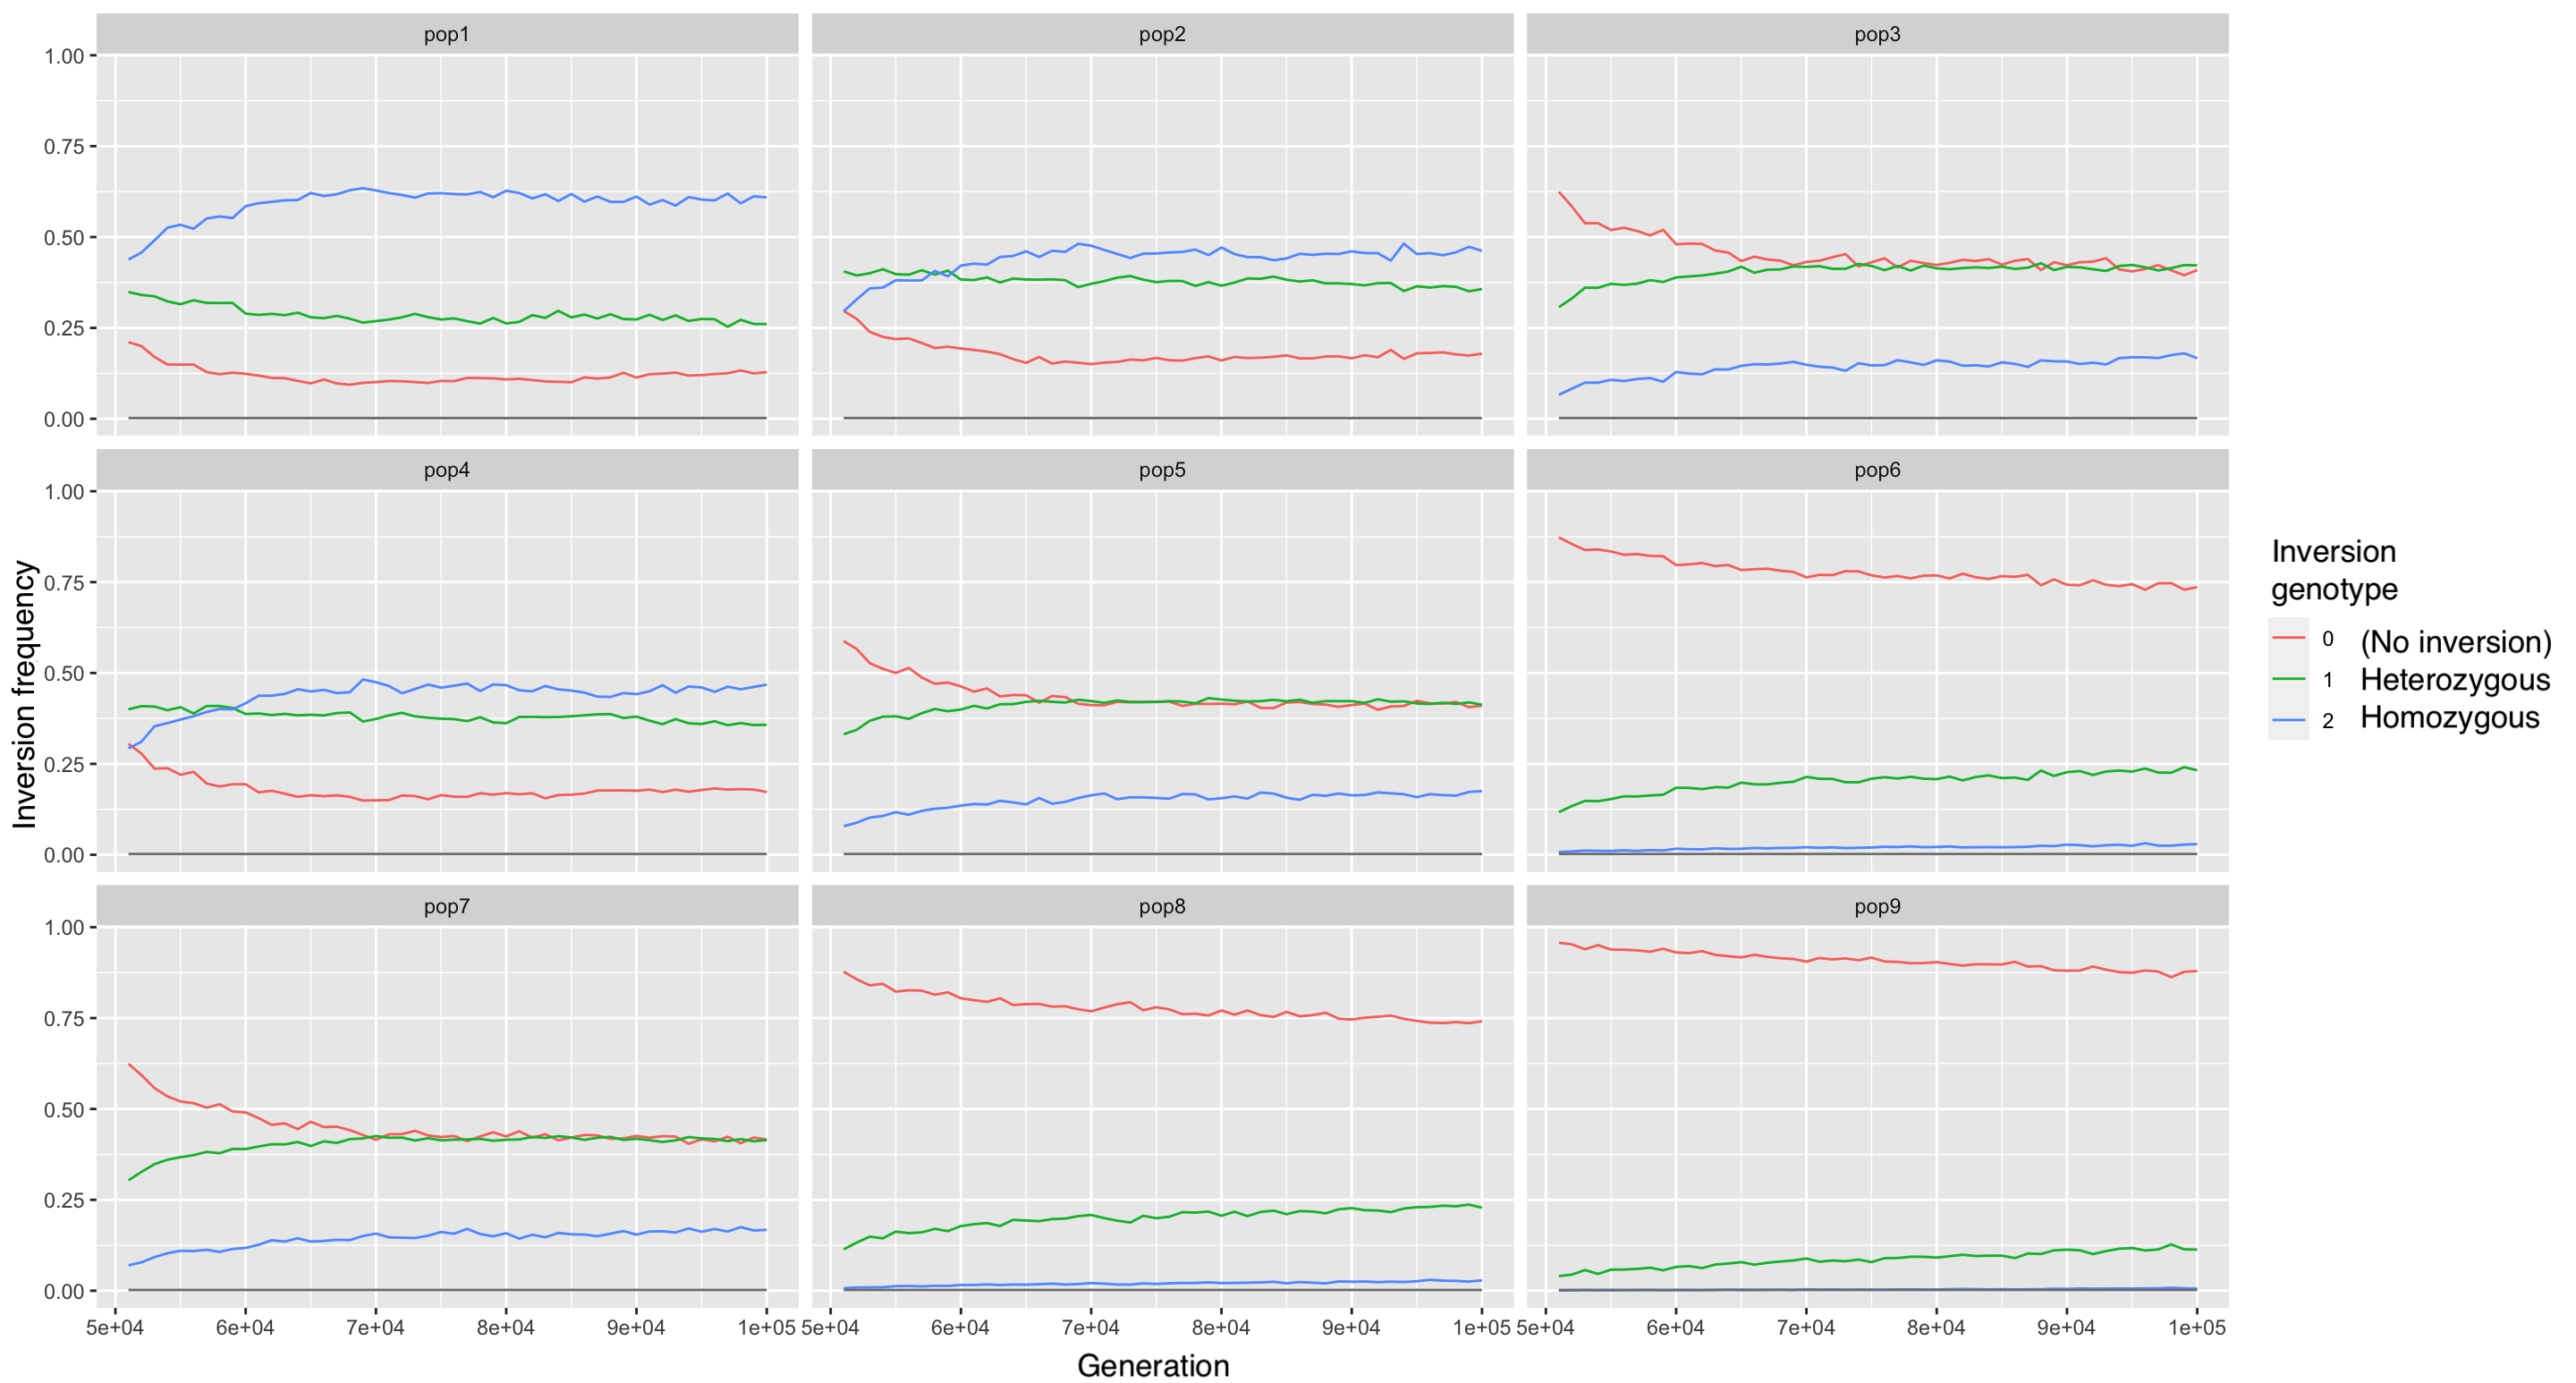 pop1
pop2
pop3
1.00
0.75
0.50
0.25
0.00
pop4
pop5
pop6
1.00
0.75
0.50
0.25
0.00
pop7
pop8
pop9
1.00
0.75
0.50
0.25
0.00
5e+04 6e+04 7e+04 8e+04 9e+04 1e+05
5e+04 6e+04 7e+04 8e+04 9e+04 1e+05
5e+04 6e+04 7e+04 8e+04 9e+04 1e+05
Generation
Inversion frequency
Inversion
genotype
0 (No inversion)
1 Heterozygous
2 Homozygous